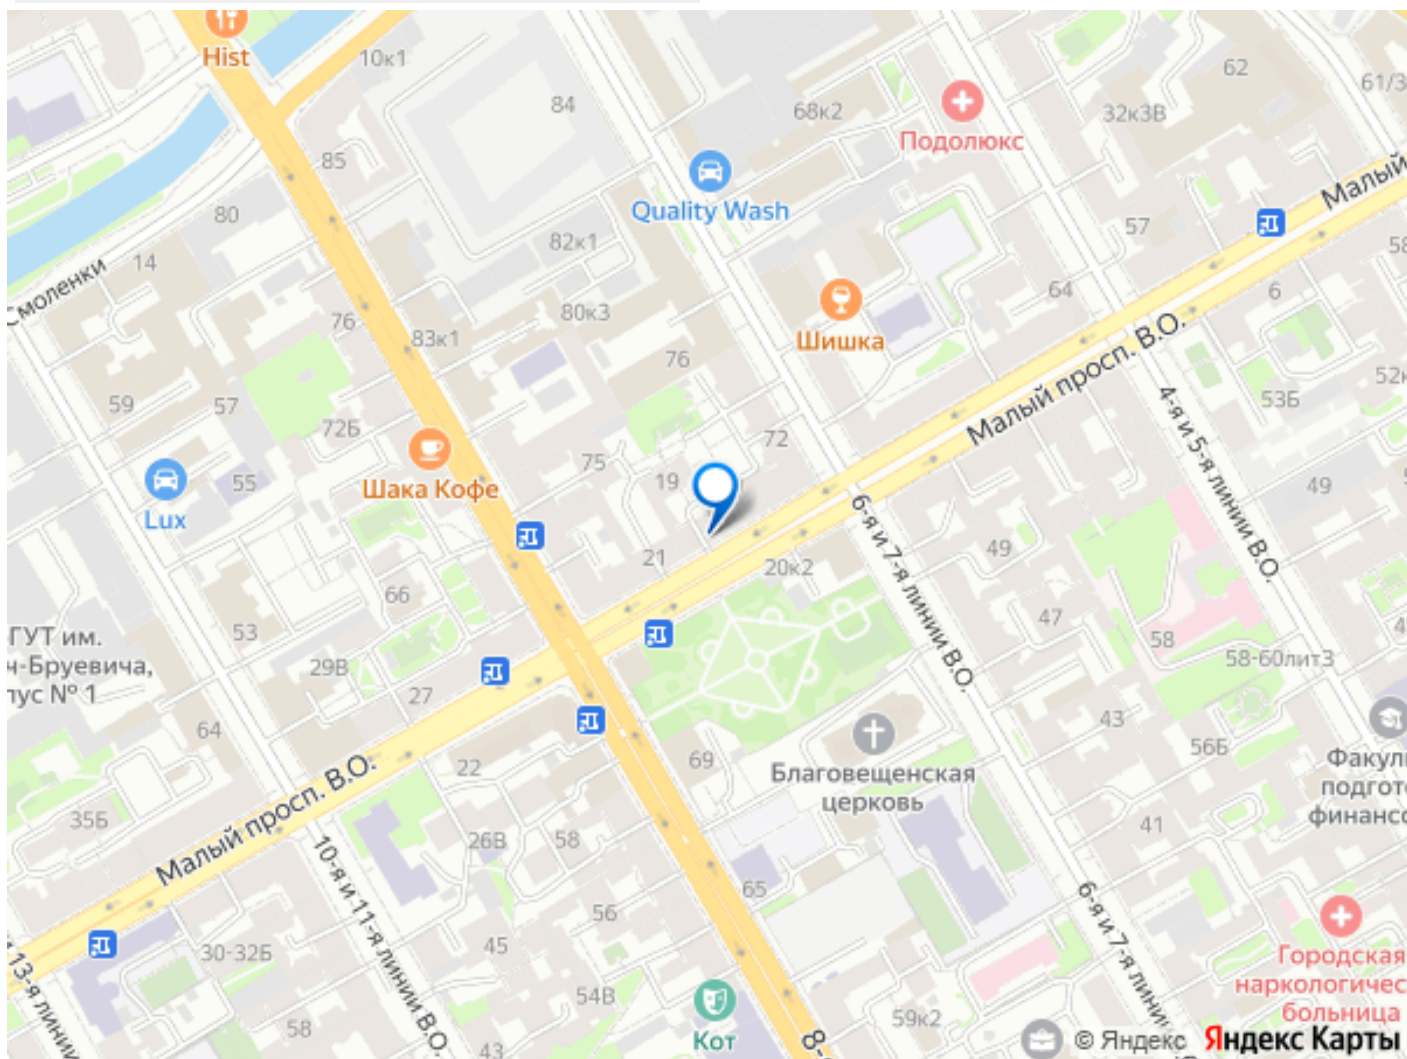 Hist
10к1
84
62
61/3
68к2
32к3В
Подолюкс
85
Quality Wash
Малый
80
57
82к1
58
14
Смоленки
64
6
80к3
76
83к1
Шишка
76
Малый просп. В.О.
52к
59
57
72Б
53Б
4-я и 5-я линии В.О.
72
75
19
Шака Кофе
55
49
Lux
6-я и 7-я линии В.О.
49
21
20к2
66
53
47
58
ГУТ им.
ч-Бруевича,
пус № 1
29В
58-60лит3
27
64
43
56Б
69
Благовещенская
церковь
22
Факул
подгото
финансо
Малый просп. В.О.
35Б
26В
58
41
10-я и 11-я линии В.О.
65
56
6-я и 7-я лини
30-32Б
45
Городская
наркологичес
больница
13-я линии
54В
58
59к2
Кот
43
8-
© Яндекс Яндекс Карты